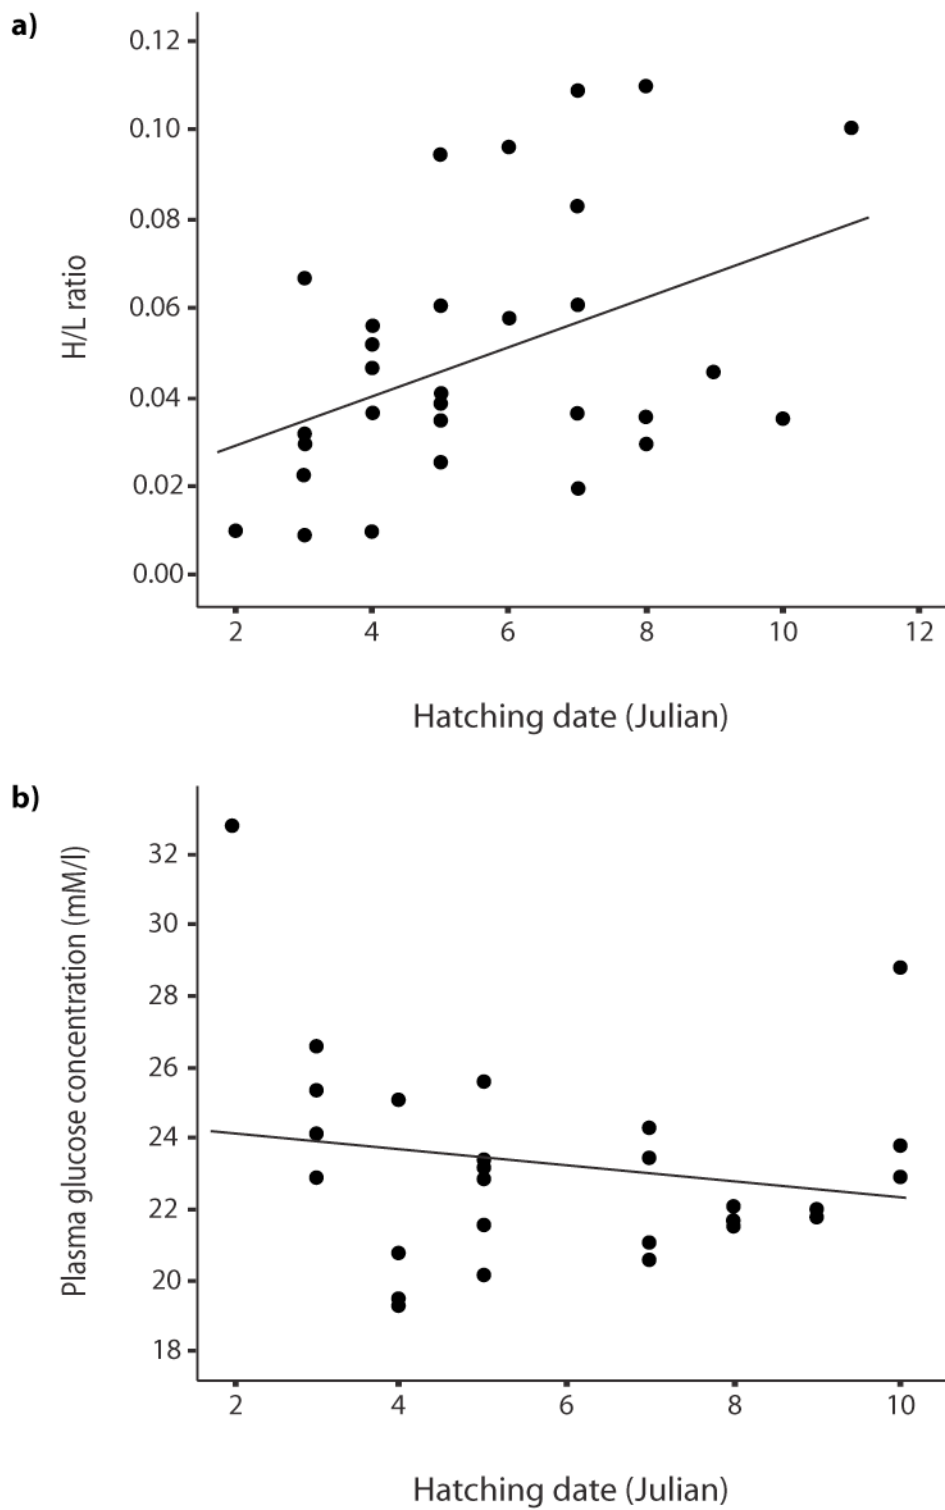 a)
H/L ratio
0.12
0.10
0.08
0.06
0.04
0.02
0.00
2 4 6 8 10 12
Hatching date (Julian)
b)
Plasma glucose concentration (mM/l)
32
30
28
26
24
22
20
18
2 4 6 8 10
Hatching date (Julian)